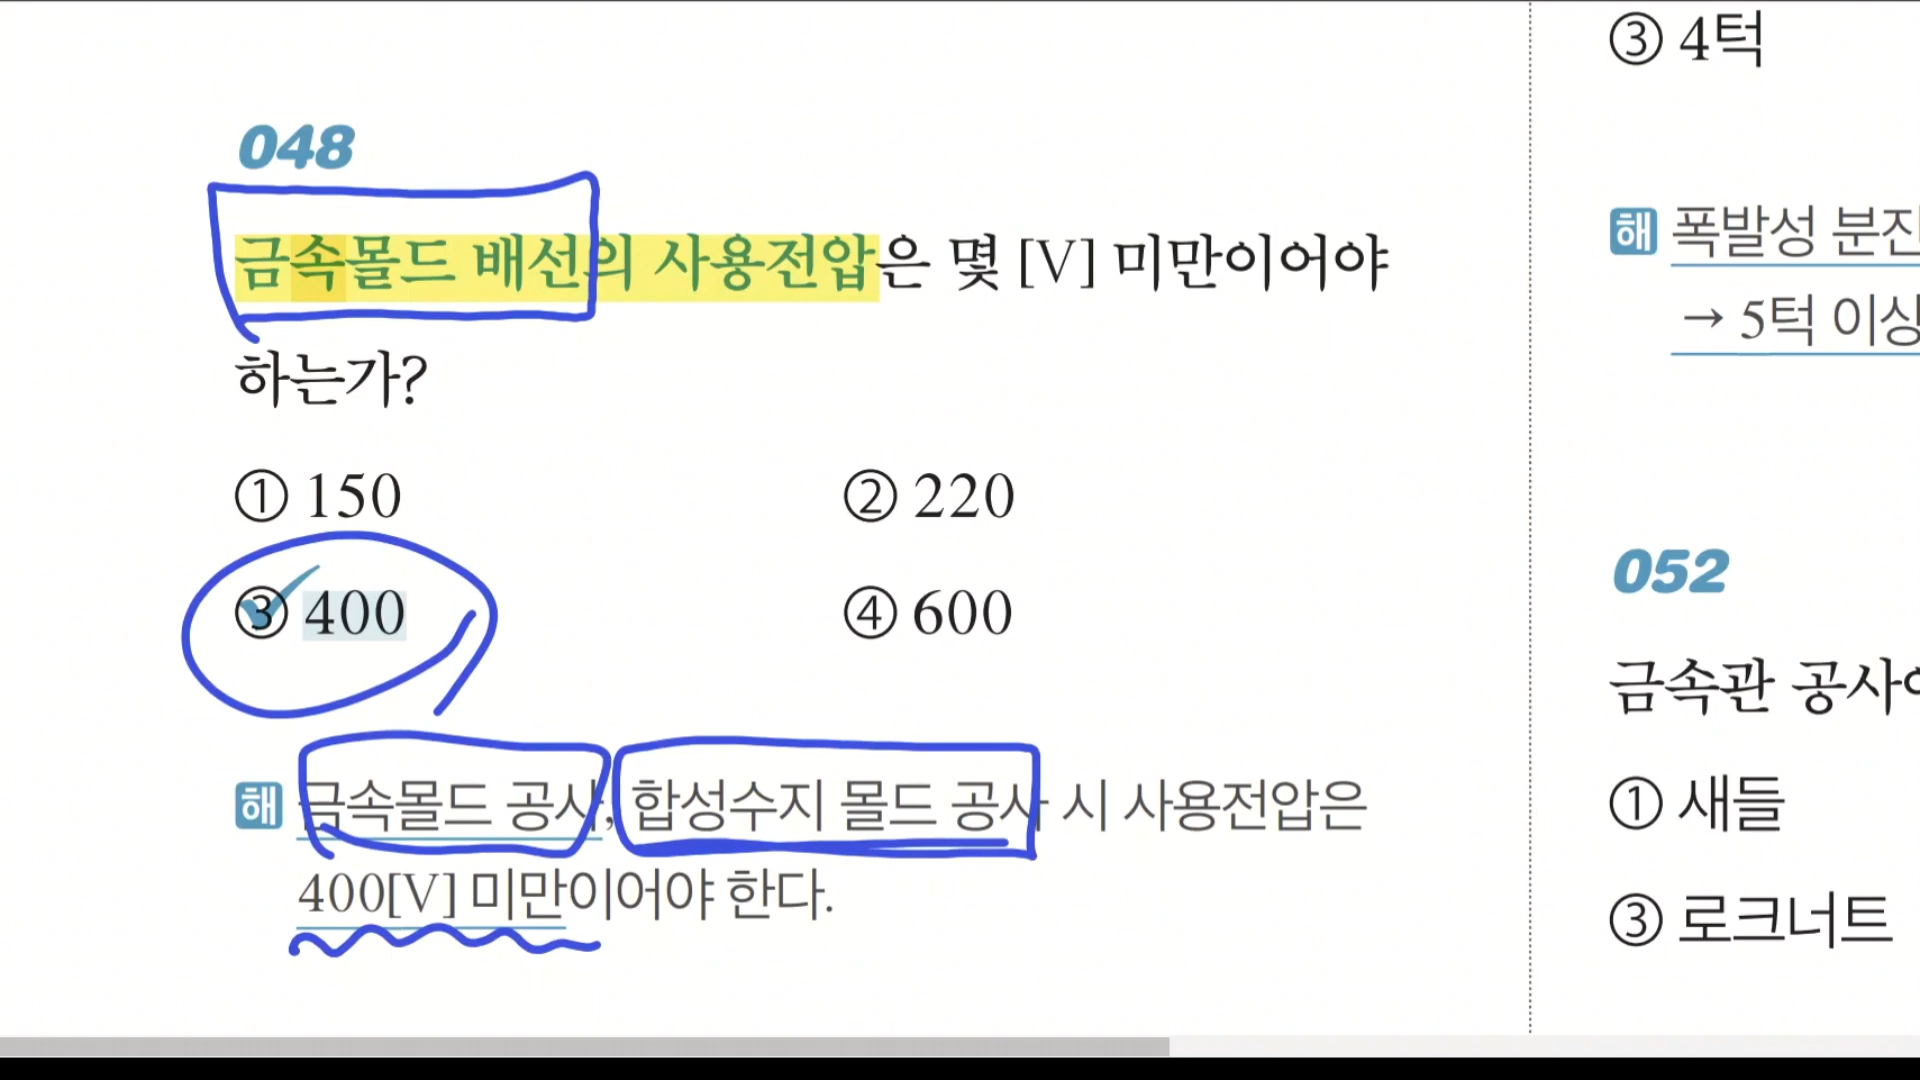 048
금속몰드 배선의 사용전압은 몇 [V] 미만이어야
하는가?
① 150
② 220
③ 400
④ 600
해 금속몰드 공사, 합성수지 몰드 공사 시 사용전압은
400[V] 미만이어야 한다.
③ 4턱
해 폭발성 분진
→ 5턱 이상
052
금속관 공사에
① 새들
③ 로크너트